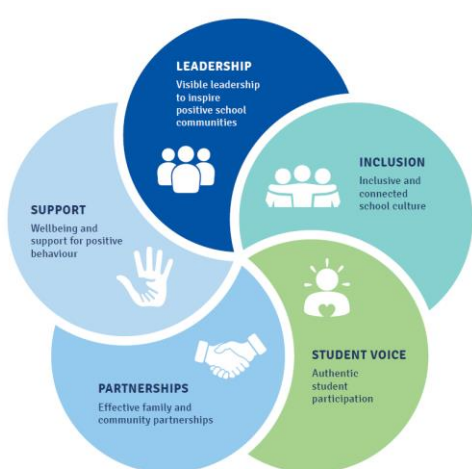 LEADERSHIP
Visible leadership
to inspire
positive school
communities
INCLUSION
Inclusive and
connected
school culture
STUDENT VOICE
Authentic
student
participation
PARTNERSHIPS
Effective family and
community partnerships
SUPPORT
Wellbeing and
support for positive
behaviour